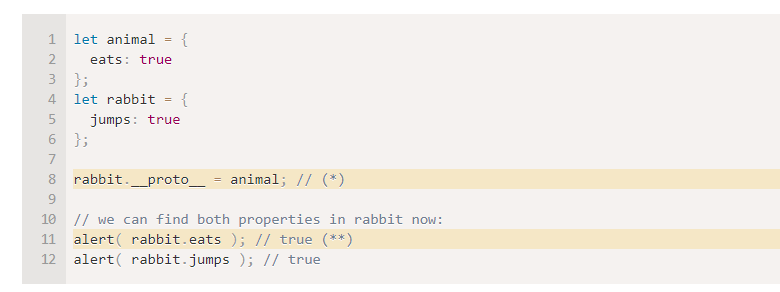 1 let animal = {
2   eats: true
3 };
4 let rabbit = {
5   jumps: true
6 };
7
8 rabbit.__proto__ = animal; // (*)
9
10 // we can find both properties in rabbit now:
11 alert( rabbit.eats ); // true (**)
12 alert( rabbit.jumps ); // true